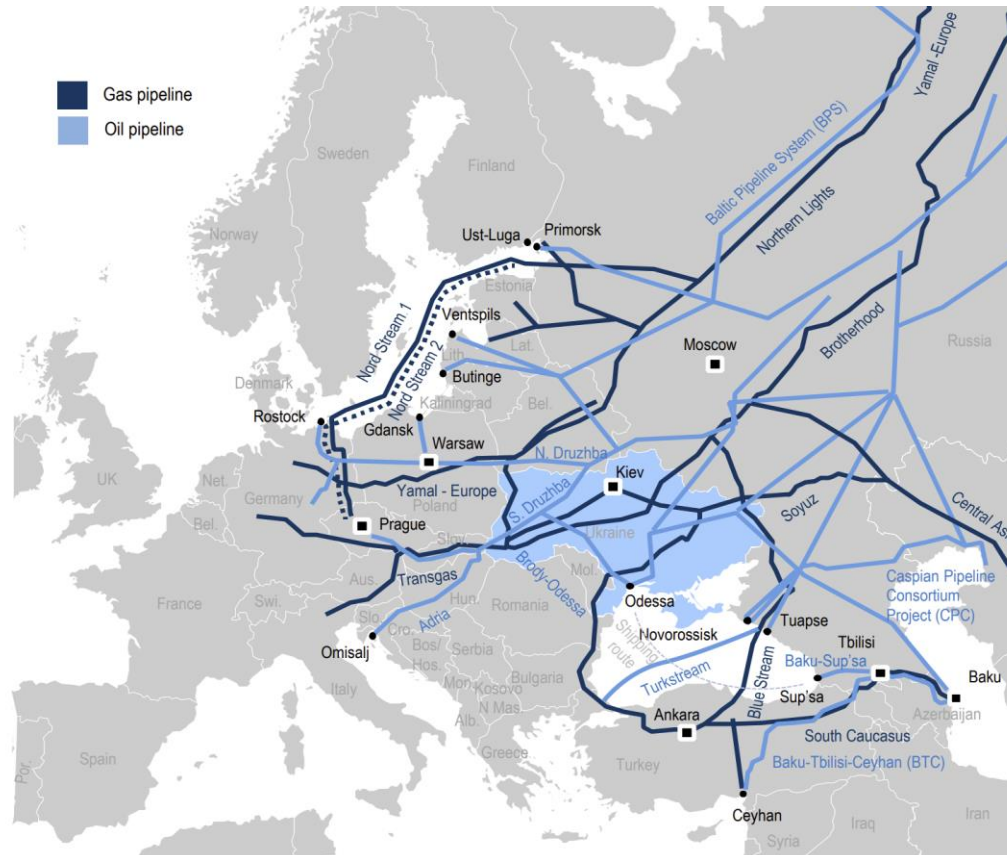 Gas pipeline
Oil pipeline
Yamal -Europe
Sweden
Finland
Norway
Baltic Pipeline System (BPS)
Northern Lights
Ust-Luga
Primorsk
Estonia
Nord Stream 1
Nord Stream 2
Ventspils
Lat.
Lith.
Brotherhood
Moscow
Russia
Denmark
Butinge
Kaliningrad
Bel.
Rostock
Gdansk
Warsaw
N. Druzhba
UK
Net.
Germany
Yamal - Europe
Poland
S. Druzhba
Kiev
Soyuz
Central Asi
Bel.
Prague
Slov.
Ukraine
Transgas
Aus.
Brody-Odessa
Mol.
France
Swi.
Hun.
Romania
Odessa
Caspian Pipeline
Consortium
Project (CPC)
Adria
Slo.
Cro.
Omisalj
Bos/
Hos.
Serbia
Novorossisk
Tuapse
Tbilisi
Shipping
route
Italy
Mon.
Kosovo
Bulgaria
N Mas.
Turkstream
Blue Stream
Baku-Sup'sa
Sup'sa
Baku
Azerbaijan
Por.
Spain
Alb.
Greece
Ankara
Turkey
South Caucasus
Baku-Tbilisi-Ceyhan (BTC)
Ceyhan
Syria
Iraq
Iran